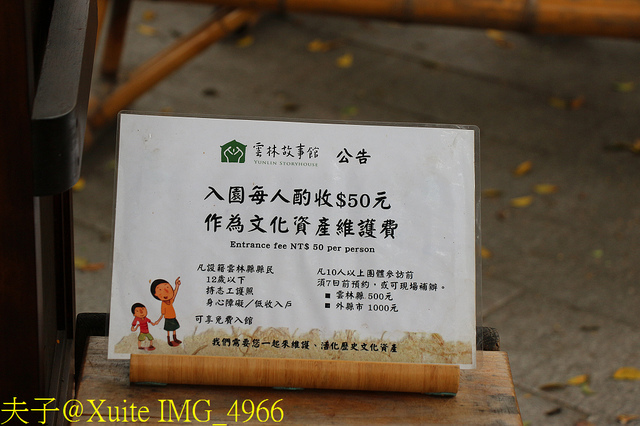 雲林故事館 公告
YUNLIN STORYHOUSE
入園每人酌收$50元
作為文化資產維護費
Entrance fee NT$ 50 per person
凡設籍雲林縣縣民
12歲以下
持志工護照
身心障礙／低收入戶
可享免費入館
凡10人以上團體參訪前
須7日前預約，或可現場補辦。
■ 雲林縣 500元
■ 外縣市 1000元
我們需要您一起來維護、活化歷史文化資產
夫子@Xuite IMG_4966